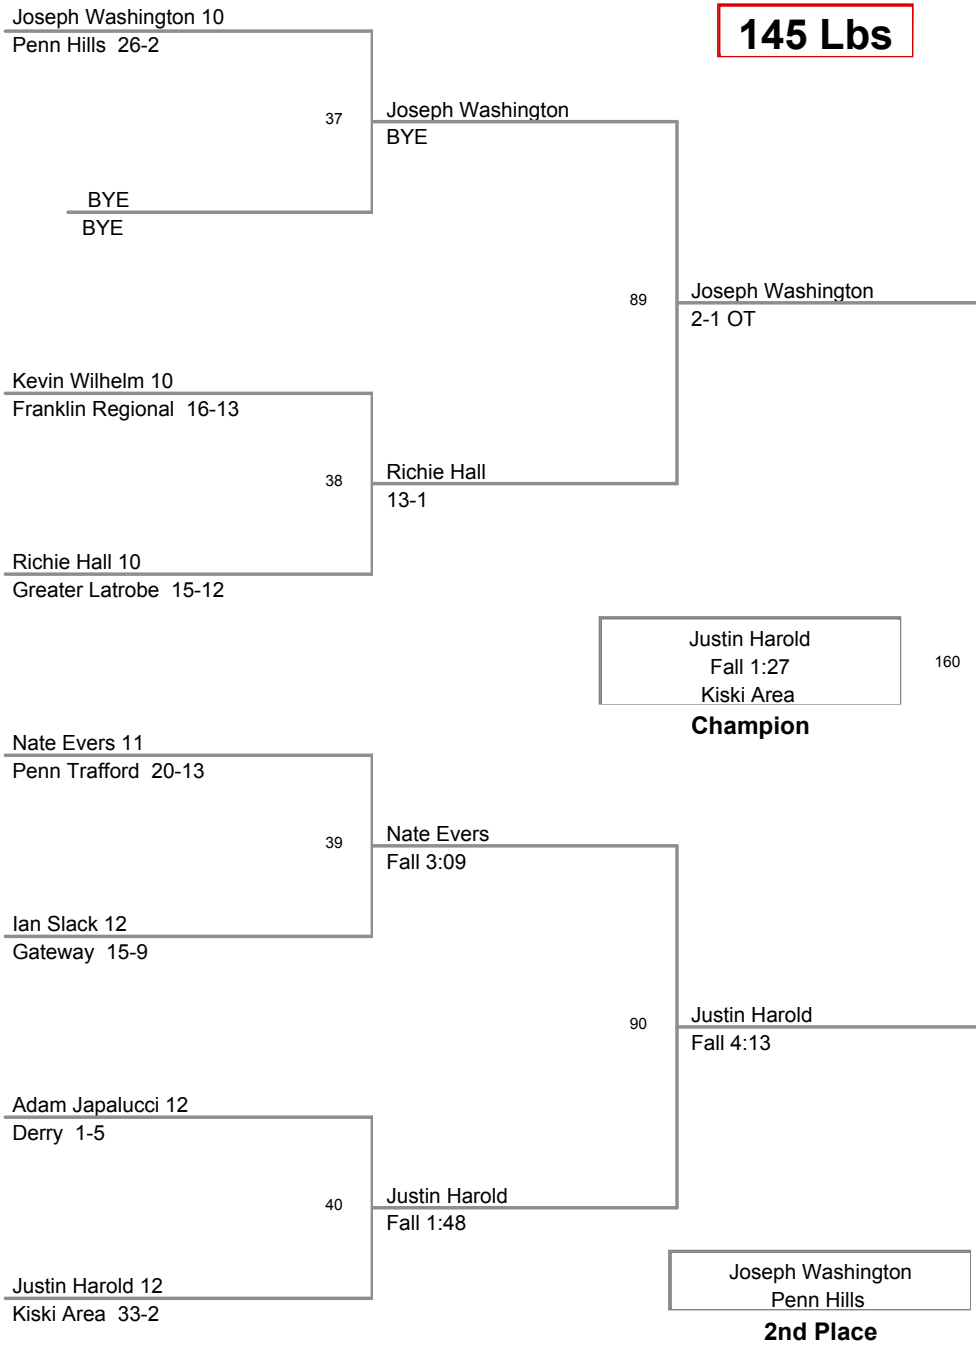 Joseph Washington 10
Penn Hills 26-2
145 Lbs
37
Joseph Washington
BYE
BYE
BYE
89
Joseph Washington
2-1 OT
Kevin Wilhelm 10
Franklin Regional 16-13
38
Richie Hall
13-1
Richie Hall 10
Greater Latrobe 15-12
Justin Harold
Fall 1:27
Kiski Area
160
Champion
Nate Evers 11
Penn Trafford 20-13
39
Nate Evers
Fall 3:09
Ian Slack 12
Gateway 15-9
90
Justin Harold
Fall 4:13
Adam Japalucci 12
Derry 1-5
40
Justin Harold
Fall 1:48
Justin Harold 12
Kiski Area 33-2
Joseph Washington
Penn Hills
2nd Place